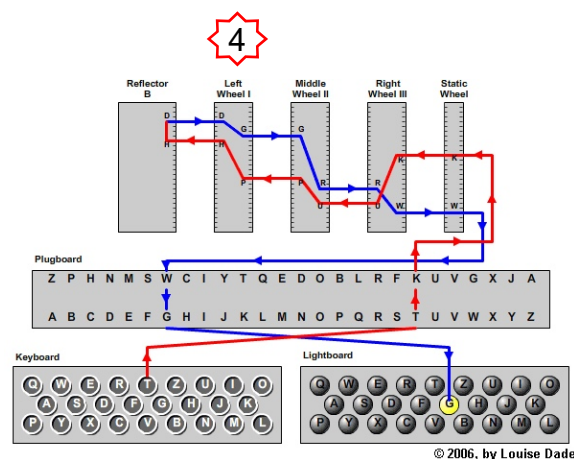 4
Reflector B
Left Wheel I
Middle Wheel II
Right Wheel III
Static Wheel
D D
G G
H H
K K
P P
R R
U U
W W
Plugboard
Z P H N M S W C I Y T Q E D O B L R F K U V G X J A
A B C D E F G H I J K L M N O P Q R S T U V W X Y Z
Keyboard
Q W E R T Z U I O
A S D F G H J K
P Y X C V B N M L
Lightboard
Q W E R T Z U I O
A S D F G H J K
P Y X C V B N M L
© 2006, by Louise Dade